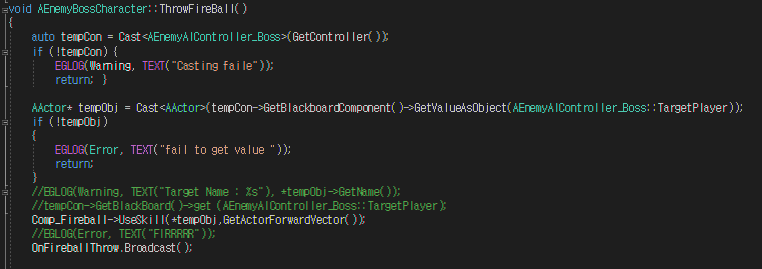 void AEnemyBossCharacter::ThrowFireBall()
{
auto tempCon = Cast<AEnemyAIController_Boss>(GetController());
if (!tempCon) {
EGLOG(Warning, TEXT("Casting faile"));
return; }
AActor* tempObj = Cast<AActor>(tempCon->GetBlackboardComponent()->GetValueAsObject(AEnemyAIController_Boss::TargetPlayer));
if (!tempObj)
{
EGLOG(Error, TEXT("fail to get value "));
return;
}
//EGLOG(Warning, TEXT("Target Name : %s"), *tempObj->GetName());
//tempCon->GetBlackBoard()->get (AEnemyAIController_Boss::TargetPlayer);
Comp_Fireball->UseSkill(*tempObj,GetActorForwardVector());
//EGLOG(Error, TEXT("FIRRRRR"));
OnFireballThrow.Broadcast();